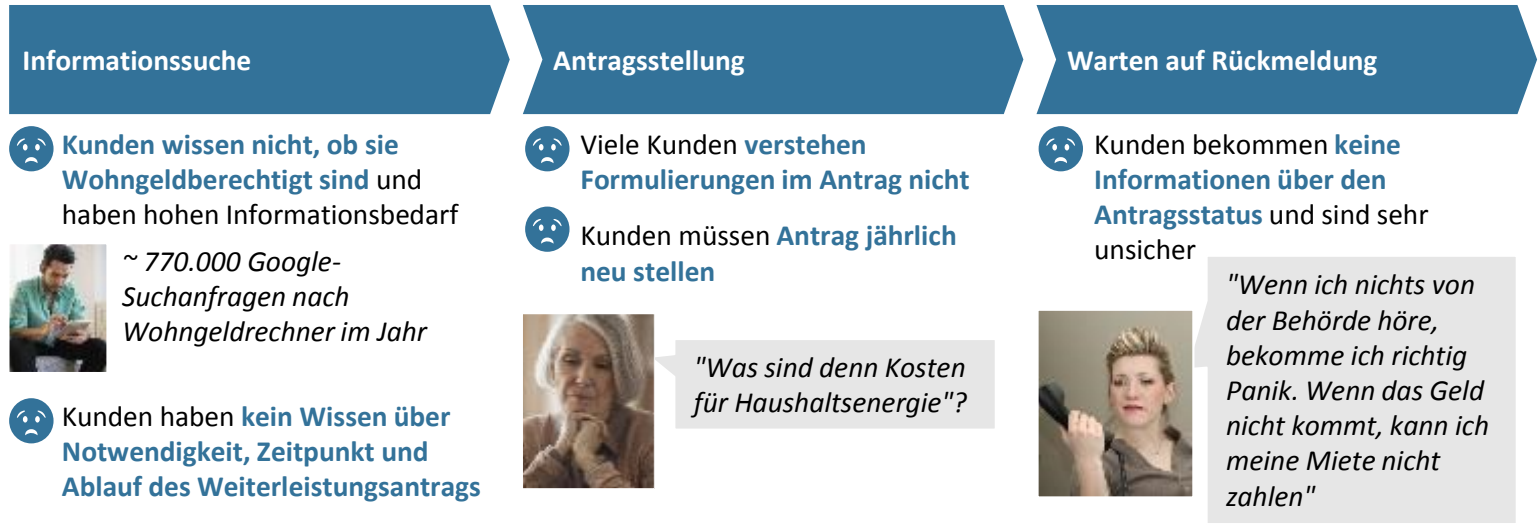 Informationssuche
Kunden wissen nicht, ob sie
Wohngeldberechtigt sind und
haben hohen Informationsbedarf
~ 770.000 Google-
Suchanfragen nach
Wohngeldrechner im Jahr
Kunden haben kein Wissen über
Notwendigkeit, Zeitpunkt und
Ablauf des Weiterleistungsantrags
Antragsstellung
Viele Kunden verstehen
Formulierungen im Antrag nicht
Kunden müssen Antrag jährlich
neu stellen
"Was sind denn Kosten
für Haushaltsenergie"?
Warten auf Rückmeldung
Kunden bekommen keine
Informationen über den
Antragsstatus und sind sehr
unsicher
"Wenn ich nichts von
der Behörde höre,
bekomme ich richtig
Panik. Wenn das Geld
nicht kommt, kann ich
meine Miete nicht
zahlen"